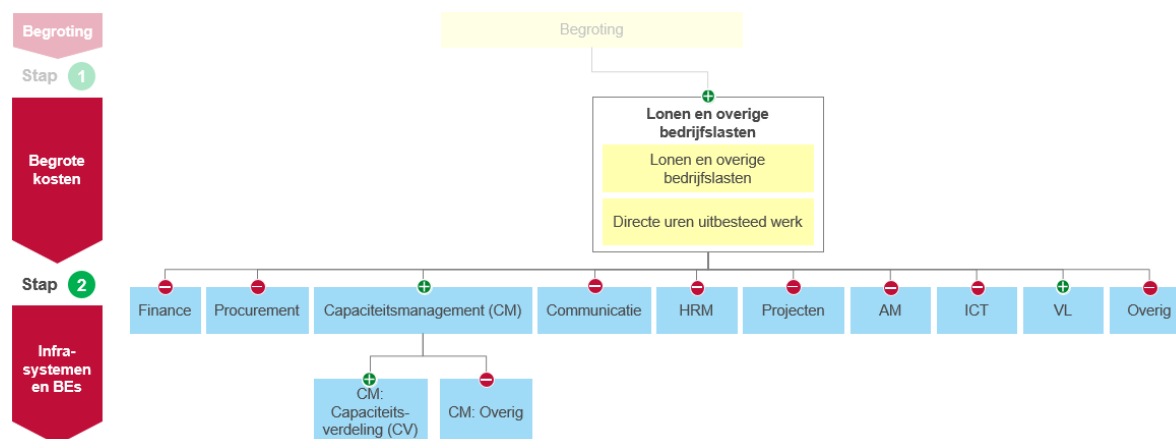 Begroting
Begroting
Stap 1
Lonen en overige
bedrijfslasten
Begrote
kosten
Lonen en overige
bedrijfslasten
Directe uren uitbesteed werk
Stap 2
Finance
Procurement
Capaciteitsmanagement (CM)
Communicatie
HRM
Projecten
AM
ICT
VL
Overig
Infra-
systemen
en BEs
CM:
Capaciteits-
verdeling (CV)
CM: Overig